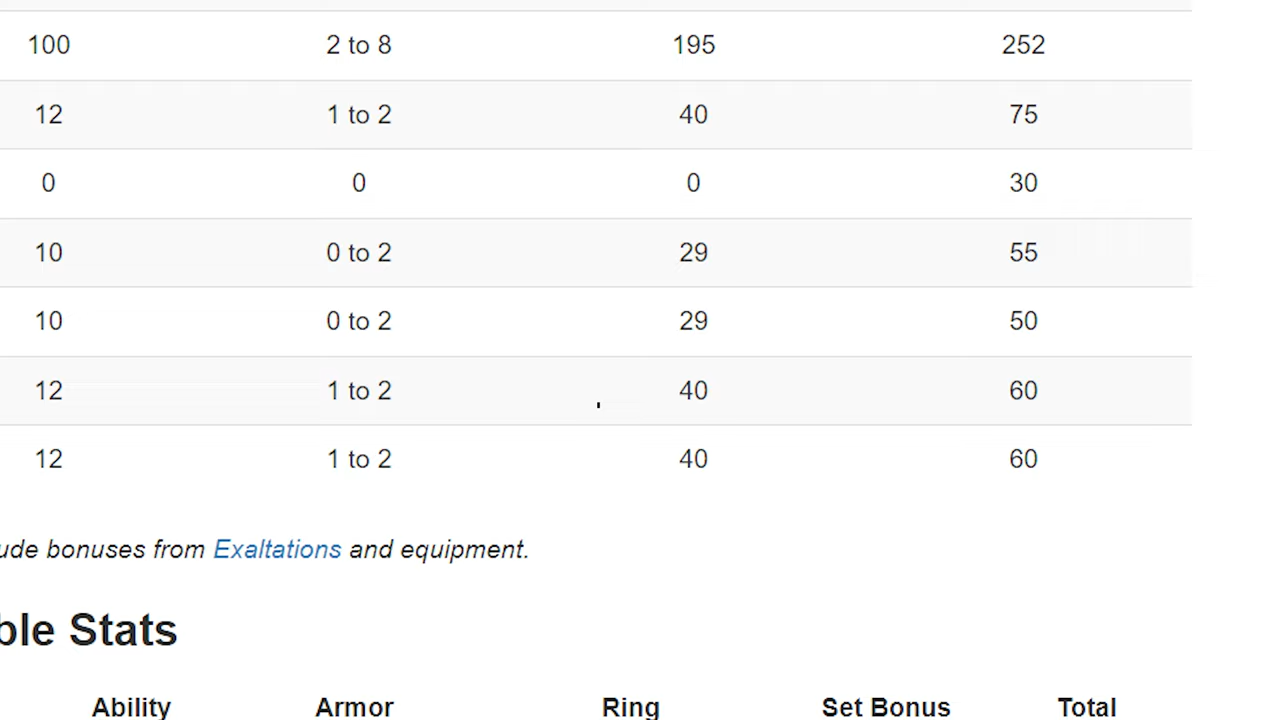 100 2 to 8 195 252
12 1 to 2 40 75
0 0 0 30
10 0 to 2 29 55
10 0 to 2 29 50
12 1 to 2 40 60
12 1 to 2 40 60
bonuses from Exaltations and equipment.
Stats
Ability Armor Ring Set Bonus Total